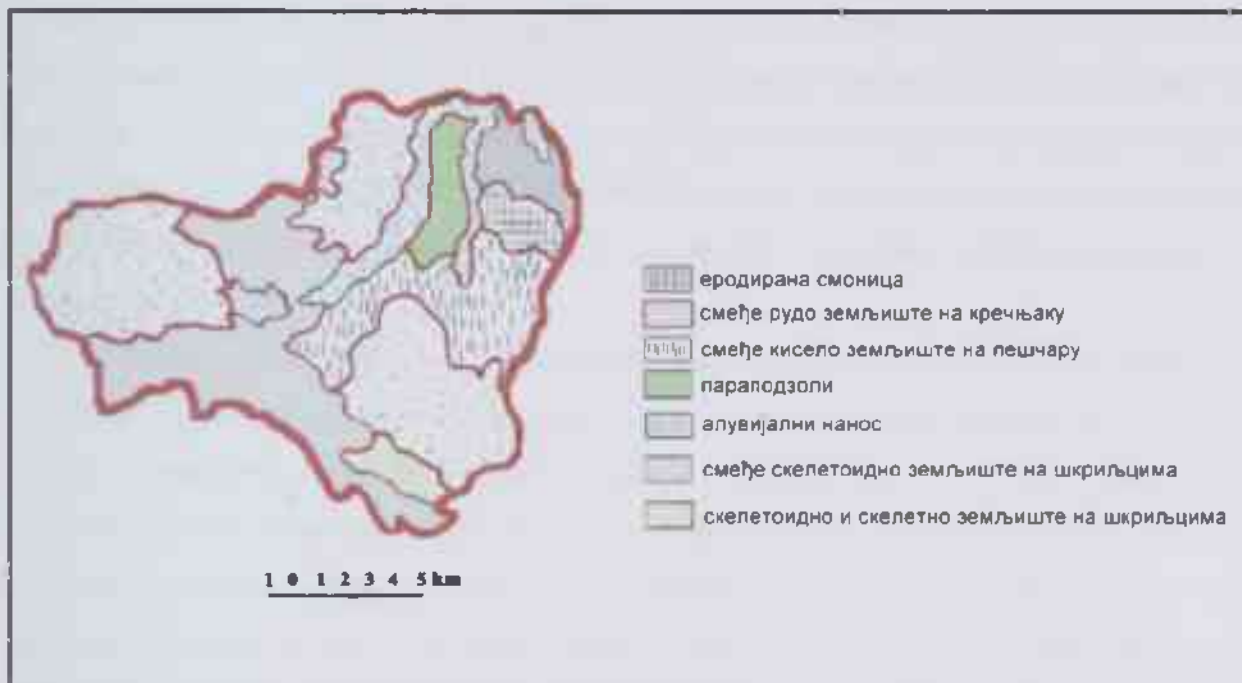 еродирана смоница
смеђе рудо земљиште на кречњаку
смеђе кисело земљиште на пешчару
параподзоли
алувијални нанос
смеђе скелетоидно земљиште на шкриљцима
скелетоидно и скелетно земљиште на шкриљцима
1 0 1 2 3 4 5 km